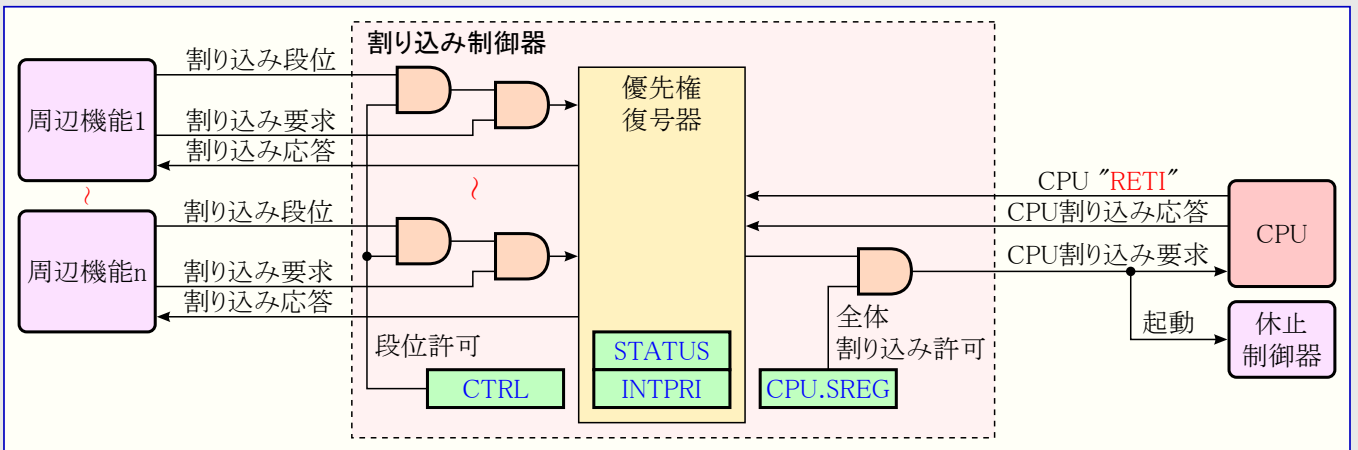 割り込み制御器
周辺機能1
割り込み段位
割り込み要求
割り込み応答
~
~
周辺機能n
割り込み段位
割り込み要求
割り込み応答
段位許可
CTRL
優先権
復号器
STATUS
INTPRI
全体
割り込み許可
CPU.SREG
CPU "RETI"
CPU割り込み応答
CPU割り込み要求
CPU
起動
休止
制御器